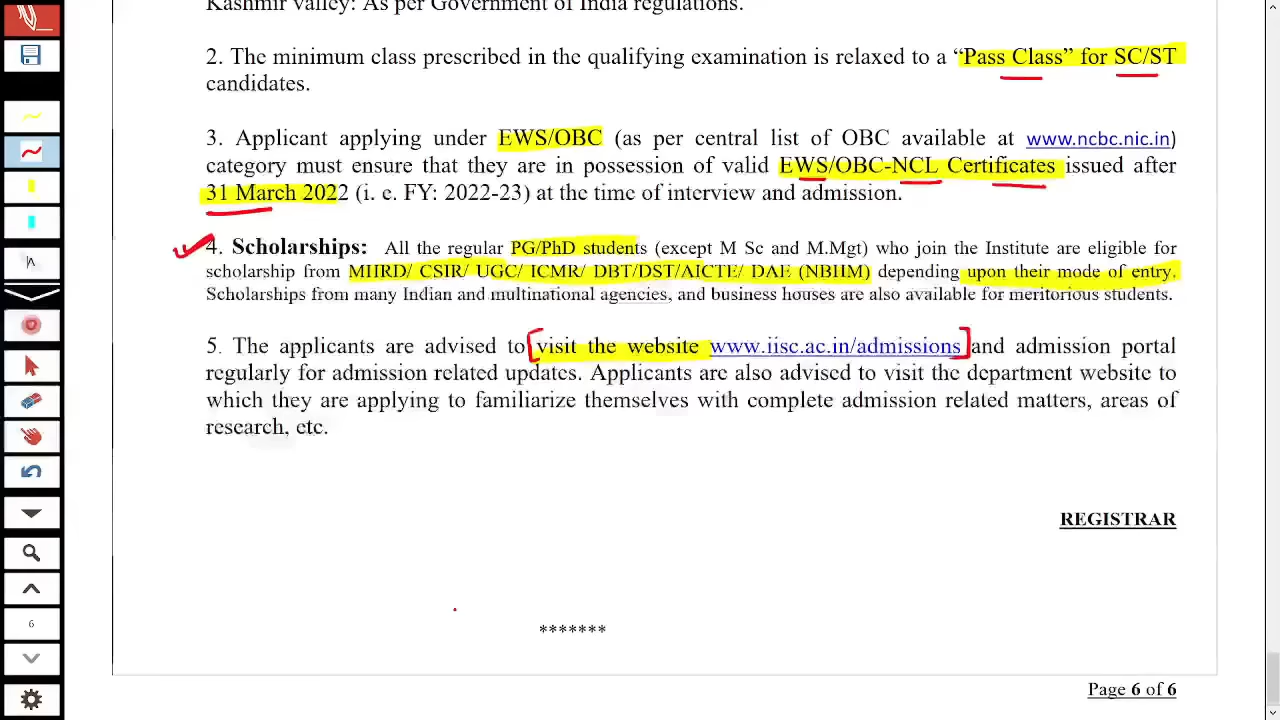 Kashmir valley: As per Government of India regulations.
2. The minimum class prescribed in the qualifying examination is relaxed to a “Pass Class” for SC/ST
candidates.
3. Applicant applying under EWS/OBC (as per central list of OBC available at www.ncbc.nic.in)
category must ensure that they are in possession of valid EWS/OBC-NCL Certificates issued after
31 March 2022 (i. e. FY: 2022-23) at the time of interview and admission.
4. Scholarships: All the regular PG/PhD students (except M Sc and M.Mgt) who join the Institute are eligible for
scholarship from MHRD/ CSIR/ UGC/ ICMR/ DBT/DST/AICTE/ DAE (NBHM) depending upon their mode of entry.
Scholarships from many Indian and multinational agencies, and business houses are also available for meritorious students.
5. The applicants are advised to visit the website www.iisc.ac.in/admissions and admission portal
regularly for admission related updates. Applicants are also advised to visit the department website to
which they are applying to familiarize themselves with complete admission related matters, areas of
research, etc.
REGISTRAR
*******
Page 6 of 6
6